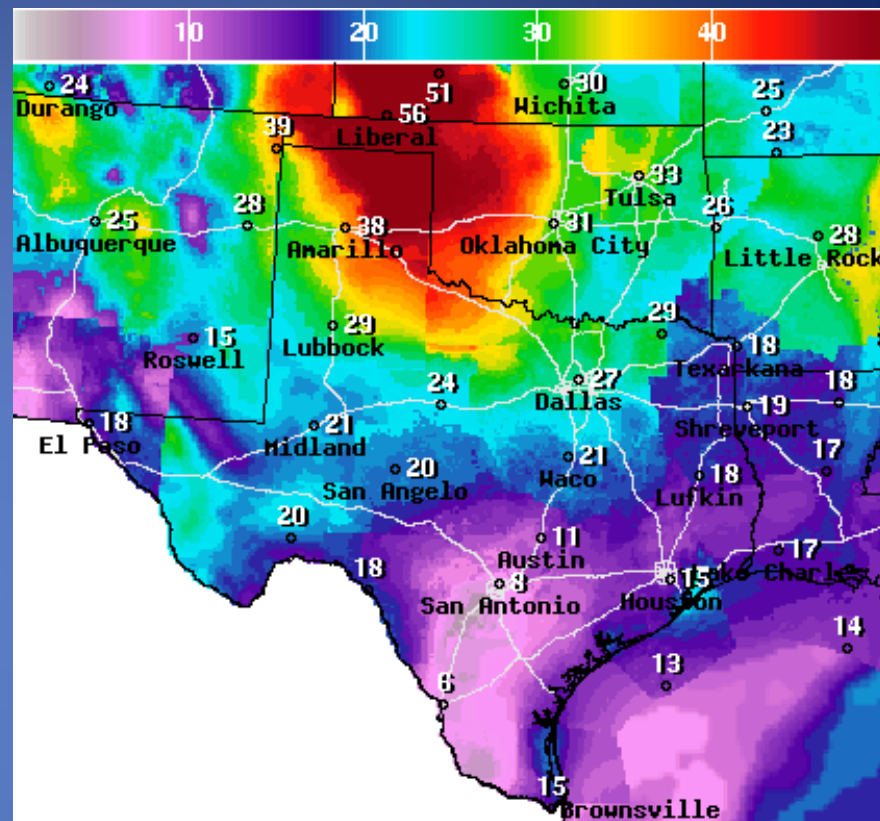 10 20 30 40
24 51 30 25
Durango 56 Wichita
Liberal
39 23
33
Tulsa
25 28 38 31 26 28
Albuquerque Amarillo Oklahoma City Little Rock
15 29 29
Roswell Lubbock 18
Texarkana
24 27 19 18
Dallas
18 21 Shreveport
El Paso Midland
20 21 18 17
San Angelo Waco Lufkin
20 11 17
Austin
18 8 15 Lake Charles
San Antonio Houston
14
13
6
15
Brownsville